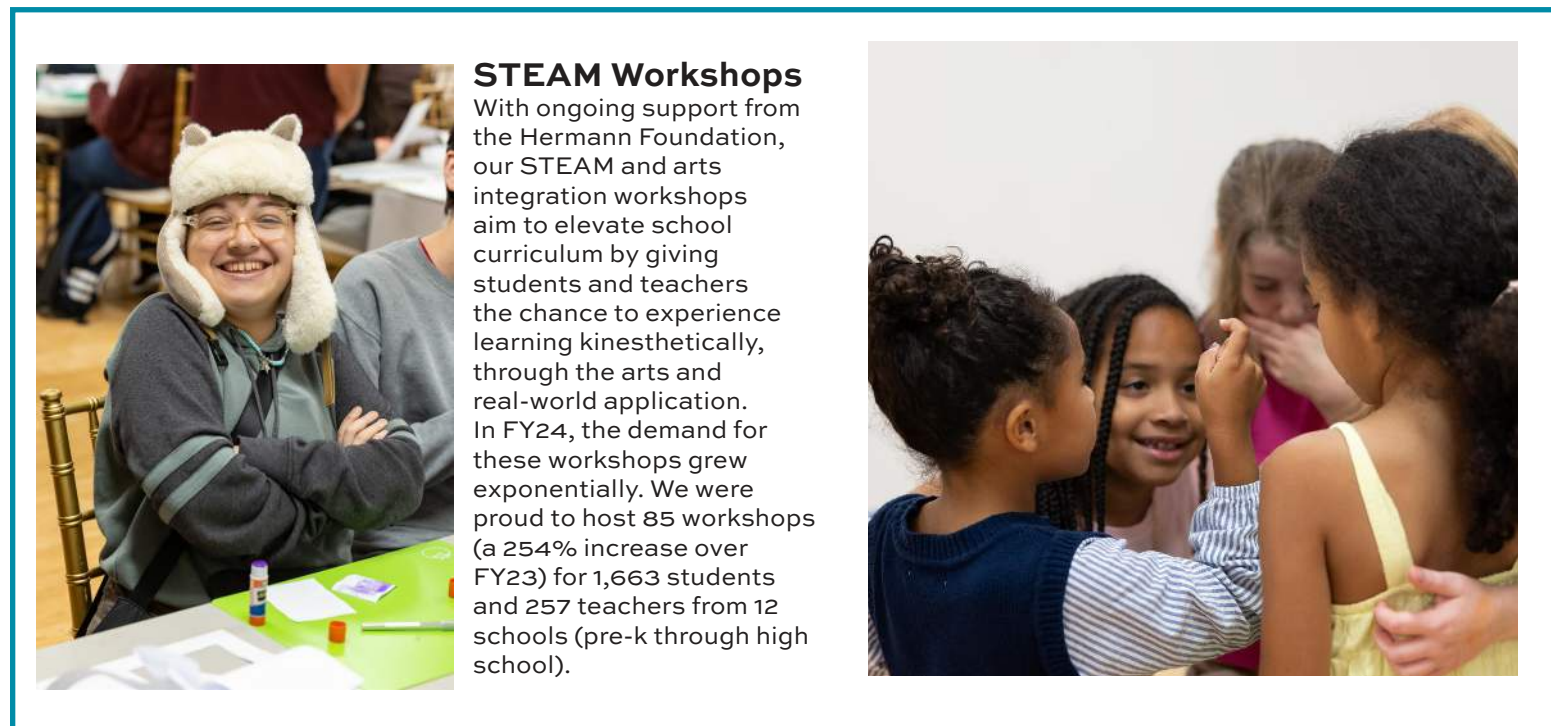 STEAM Workshops
With ongoing support from
the Hermann Foundation,
our STEAM and arts
integration workshops
aim to elevate school
curriculum by giving
students and teachers
the chance to experience
learning kinesthetically,
through the arts and
real-world application.
In FY24, the demand for
these workshops grew
exponentially. We were
proud to host 85 workshops
(a 254% increase over
FY23) for 1,663 students
and 257 teachers from 12
schools (pre-k through high
school).